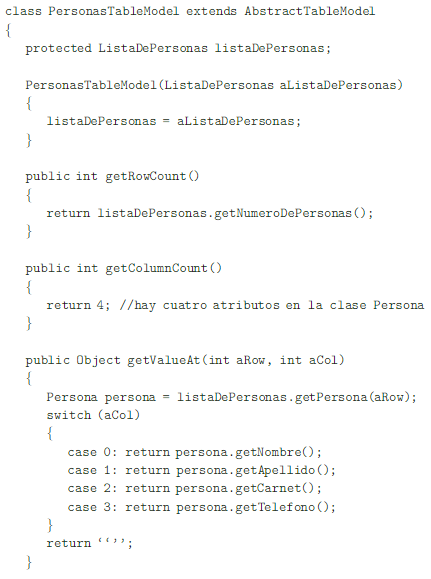 class PersonasTableModel extends AbstractTableModel
{
protected ListaDePersonas listaDePersonas;
PersonasTableModel(ListaDePersonas aListaDePersonas)
{
listaDePersonas = aListaDePersonas;
}
public int getRowCount()
{
return listaDePersonas.getNumeroDePersonas();
}
public int getColumnCount()
{
return 4; //hay cuatro atributos en la clase Persona
}
public Object getValueAt(int aRow, int aCol)
{
Persona persona = listaDePersonas.getPersona(aRow);
switch (aCol)
{
case 0: return persona.getNombre();
case 1: return persona.getApellido();
case 2: return persona.getCarnet();
case 3: return persona.getTelefono();
}
return ‘‘’’;
}